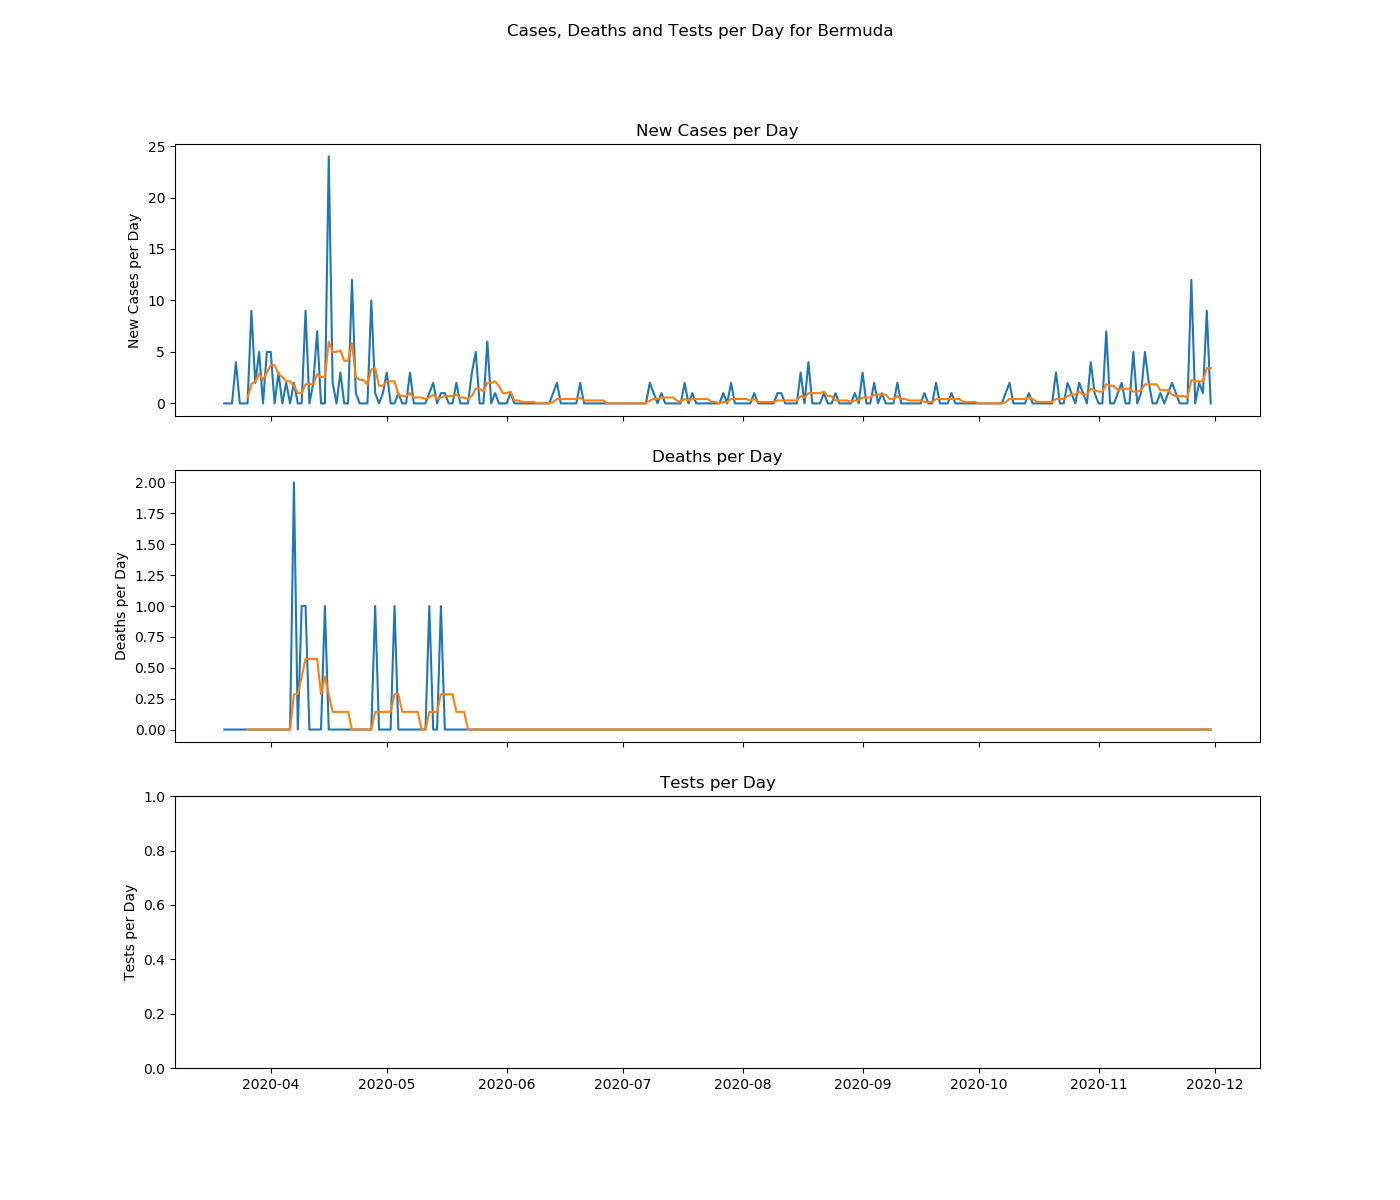 Cases, Deaths and Tests per Day for Bermuda
New Cases per Day
New Cases per Day
25
20
15
10
5
0
Deaths per Day
Deaths per Day
2.00
1.75
1.50
1.25
1.00
0.75
0.50
0.25
0.00
Tests per Day
Tests per Day
1.0
0.8
0.6
0.4
0.2
0.0
2020-04 2020-05 2020-06 2020-07 2020-08 2020-09 2020-10 2020-11 2020-12